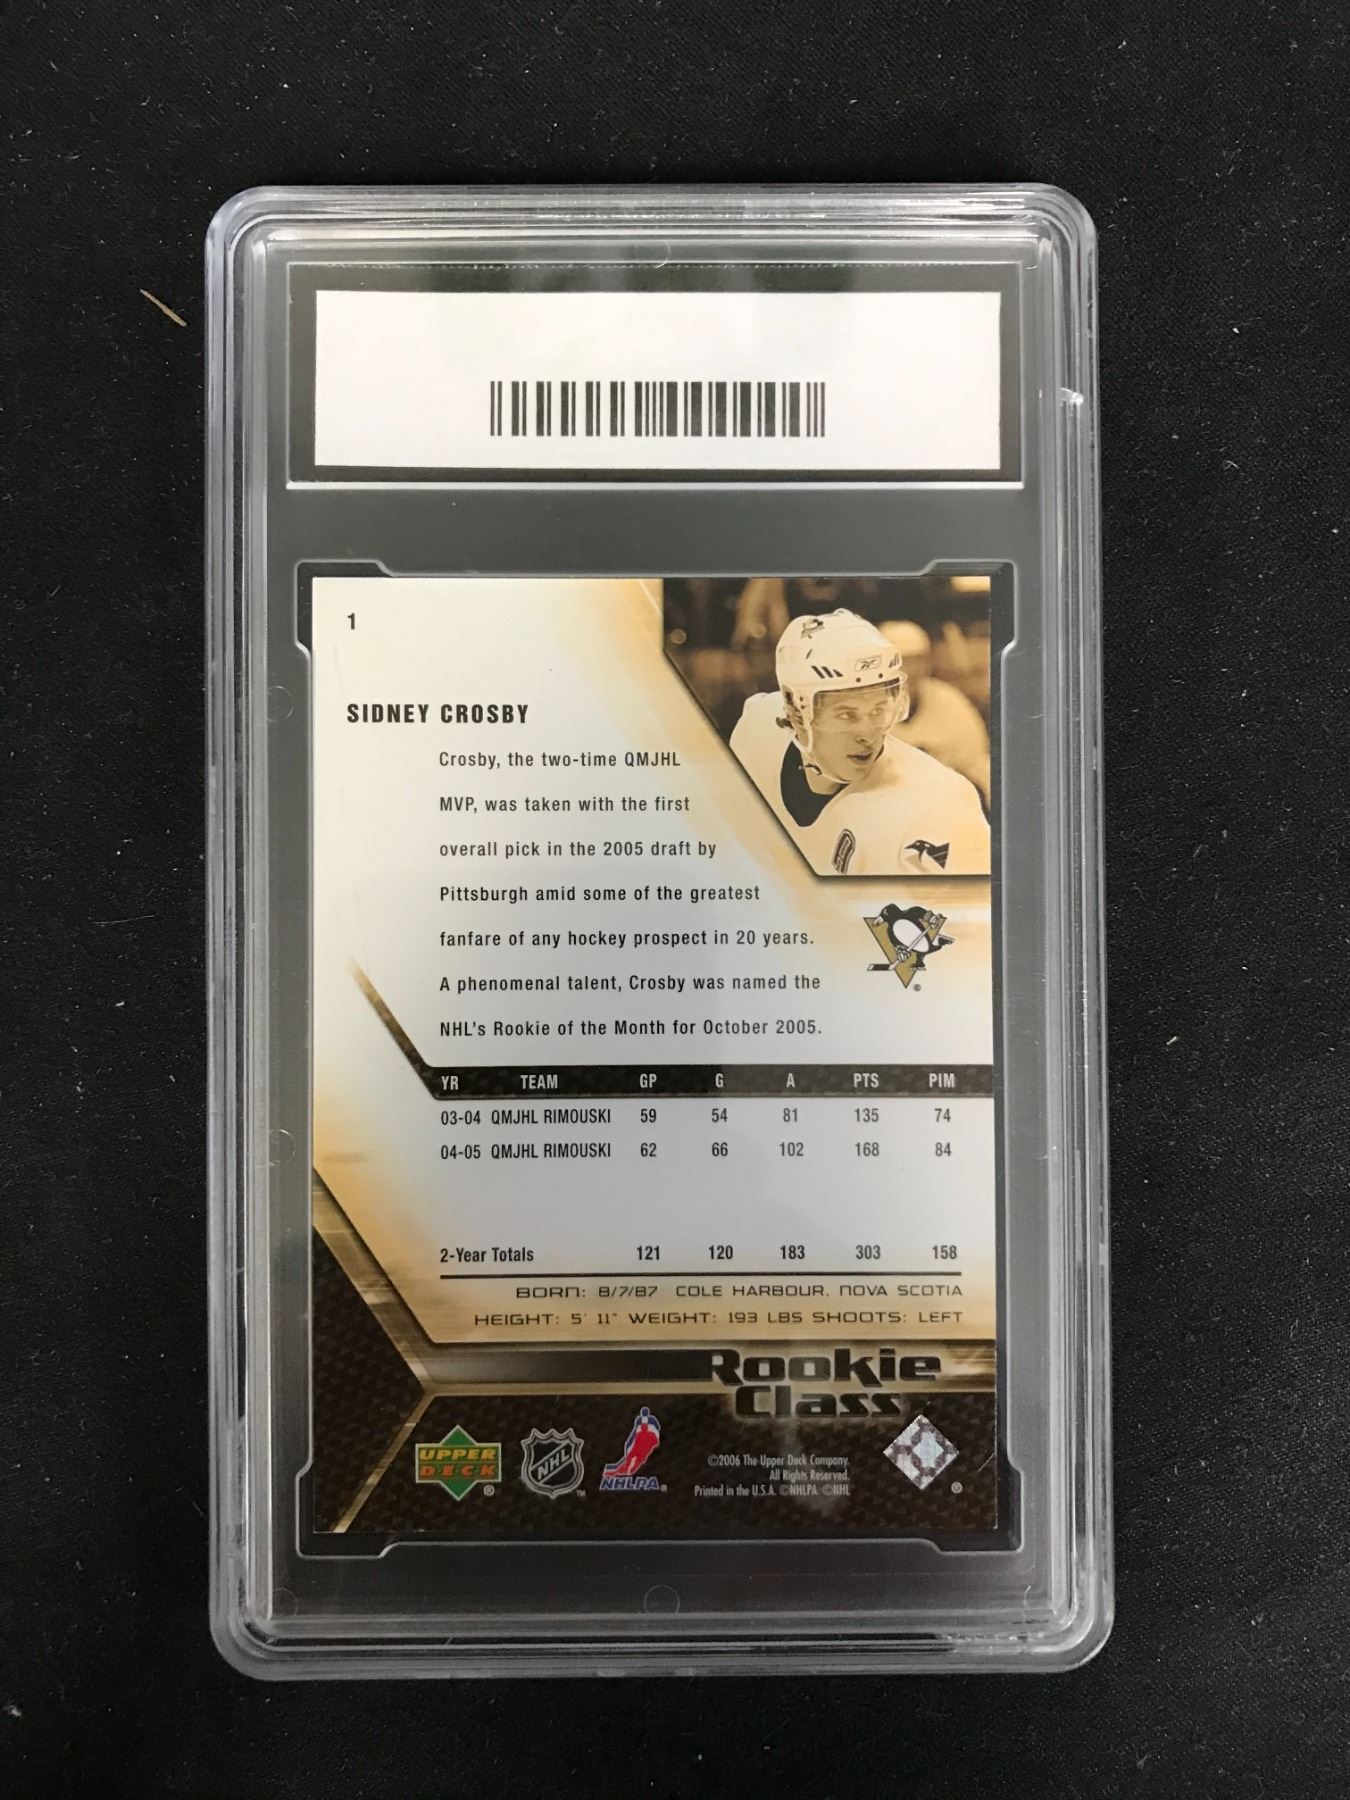 1
SIDNEY CROSBY
Crosby, the two-time QMJHL
MVP, was taken with the first
overall pick in the 2005 draft by
Pittsburgh amid some of the greatest
fanfare of any hockey prospect in 20 years.
A phenomenal talent, Crosby was named the
NHL's Rookie of the Month for October 2005.
YR TEAM GP G A PTS PIM
03-04 QMJHL RIMOUSKI 59 54 81 135 74
04-05 QMJHL RIMOUSKI 62 66 102 168 84
2-Year Totals 121 120 183 303 158
BORN: 8/7/87 COLE HARBOUR, NOVA SCOTIA
HEIGHT: 5' 11" WEIGHT: 193 LBS SHOOTS: LEFT
Rookie
Class
UPPER
DECK ®
NHL ™
NHLPA ®
©2006 The Upper Deck Company.
All Rights Reserved.
Printed in the U.S.A. ©NHLPA ©NHL
®